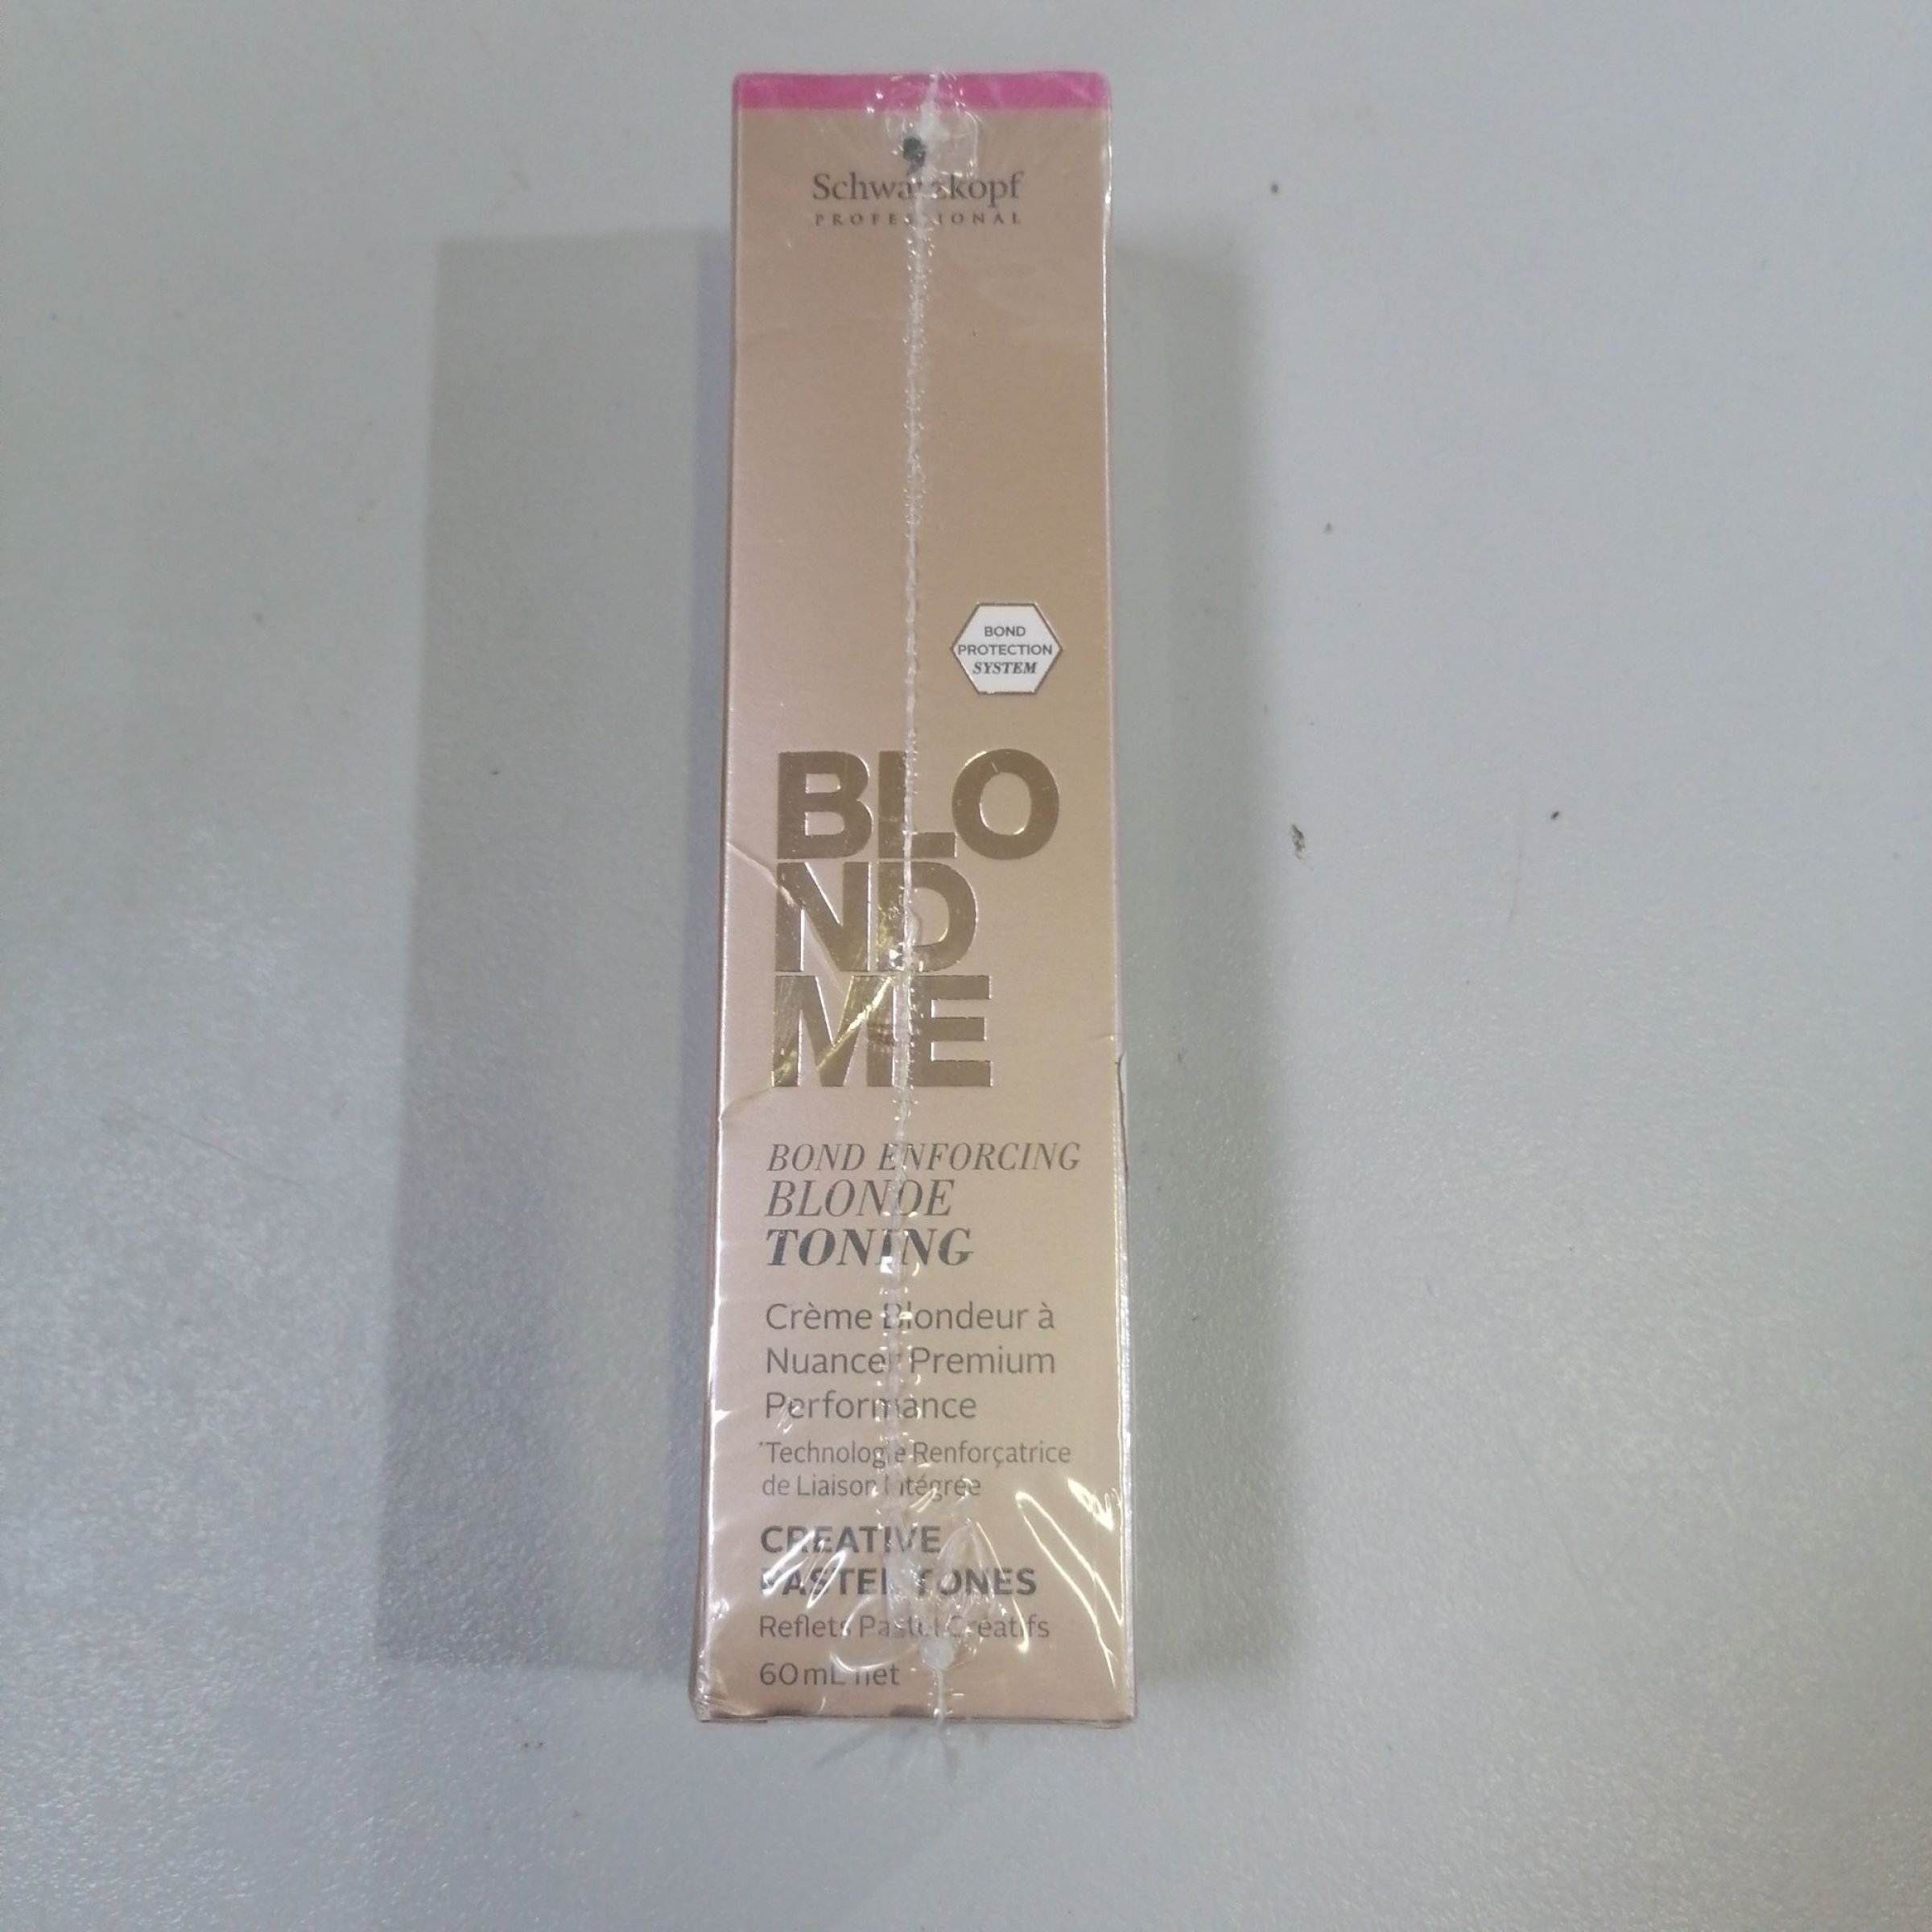 Schwarzkopf
PROFESSIONAL
BOND
PROTECTION
SYSTEM
BLO
ND
ME
BOND ENFORCING
BLONDE
TONING
Crème Blondeur à
Nuancer Premium
Performance
*Technologie Renforçatrice
de Liaison Intégrée
CREATIVE
PASTEL TONES
Reflets Pastel Créatifs
60 mL net